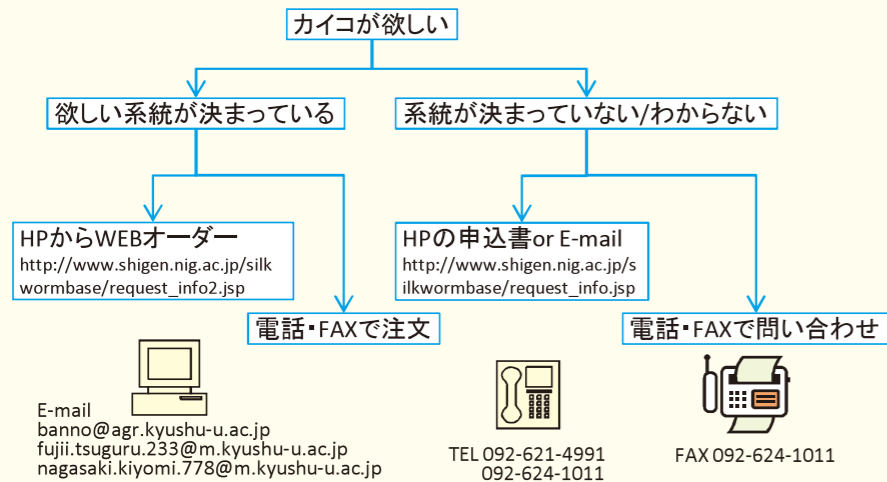 カイコが欲しい
欲しい系統が決まっている
系統が決まっていない/わからない
HPからWEBオーダー
http://www.shigen.nig.ac.jp/silk
wormbase/request_info2.jsp
HPの申込書or E-mail
http://www.shigen.nig.ac.jp/s
ilkwormbase/request_info.jsp
電話・FAXで注文
電話・FAXで問い合わせ
E-mail
banno@agr.kyushu-u.ac.jp
fujii.tsuguru.233@m.kyushu-u.ac.jp
nagasaki.kiyomi.778@m.kyushu-u.ac.jp
TEL 092-621-4991
092-624-1011
FAX 092-624-1011